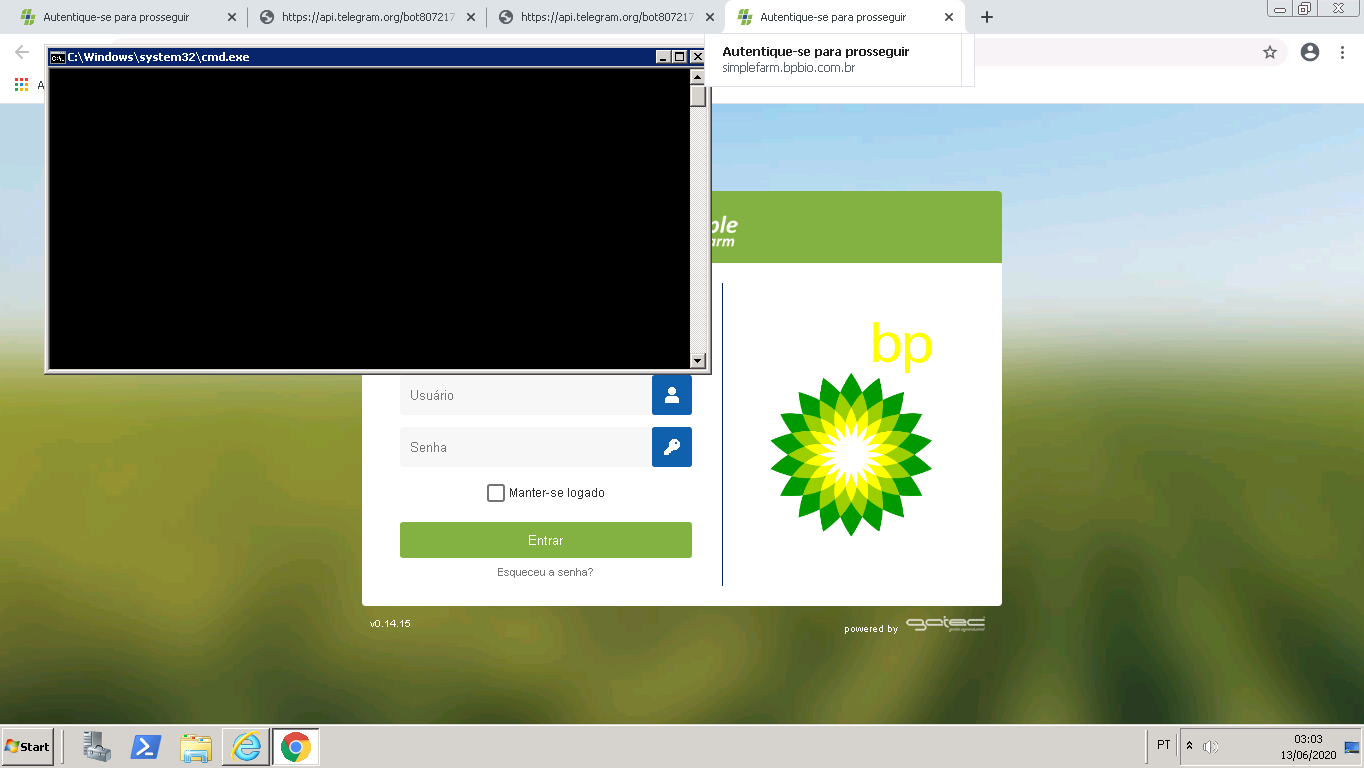 Autentique-se para prosseguir
https://api.telegram.org/bot807217
https://api.telegram.org/bot807217
Autentique-se para prosseguir
C:\Windows\system32\cmd.exe
Autentique-se para prosseguir
simplefarm.bpbio.com.br
A
ple
arm
bp
Usuário
Senha
Manter-se logado
Entrar
Esqueceu a senha?
v0.14.15
powered by gatec
Start
PT
03:03
13/06/2020